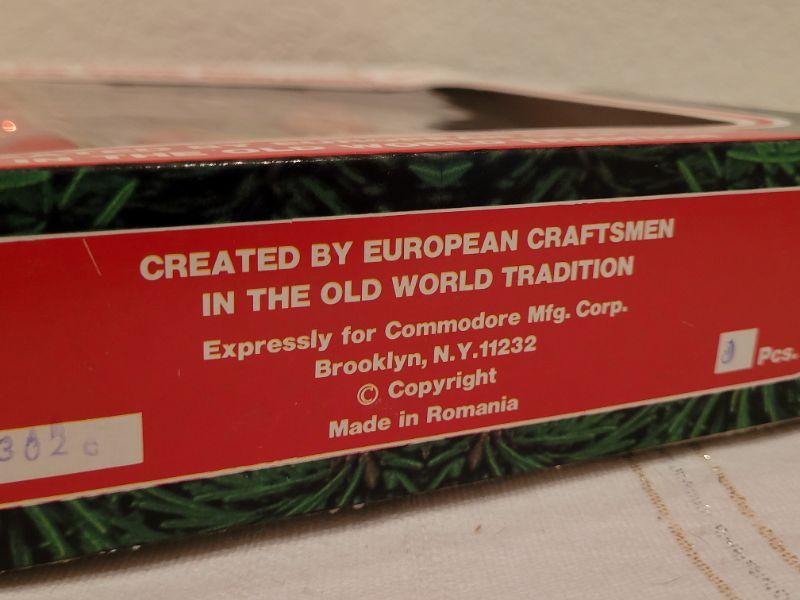 CREATED BY EUROPEAN CRAFTSMEN
IN THE OLD WORLD TRADITION
Expressly for Commodore Mfg. Corp.
Brooklyn, N.Y.11232
© Copyright
Made in Romania
Pcs.